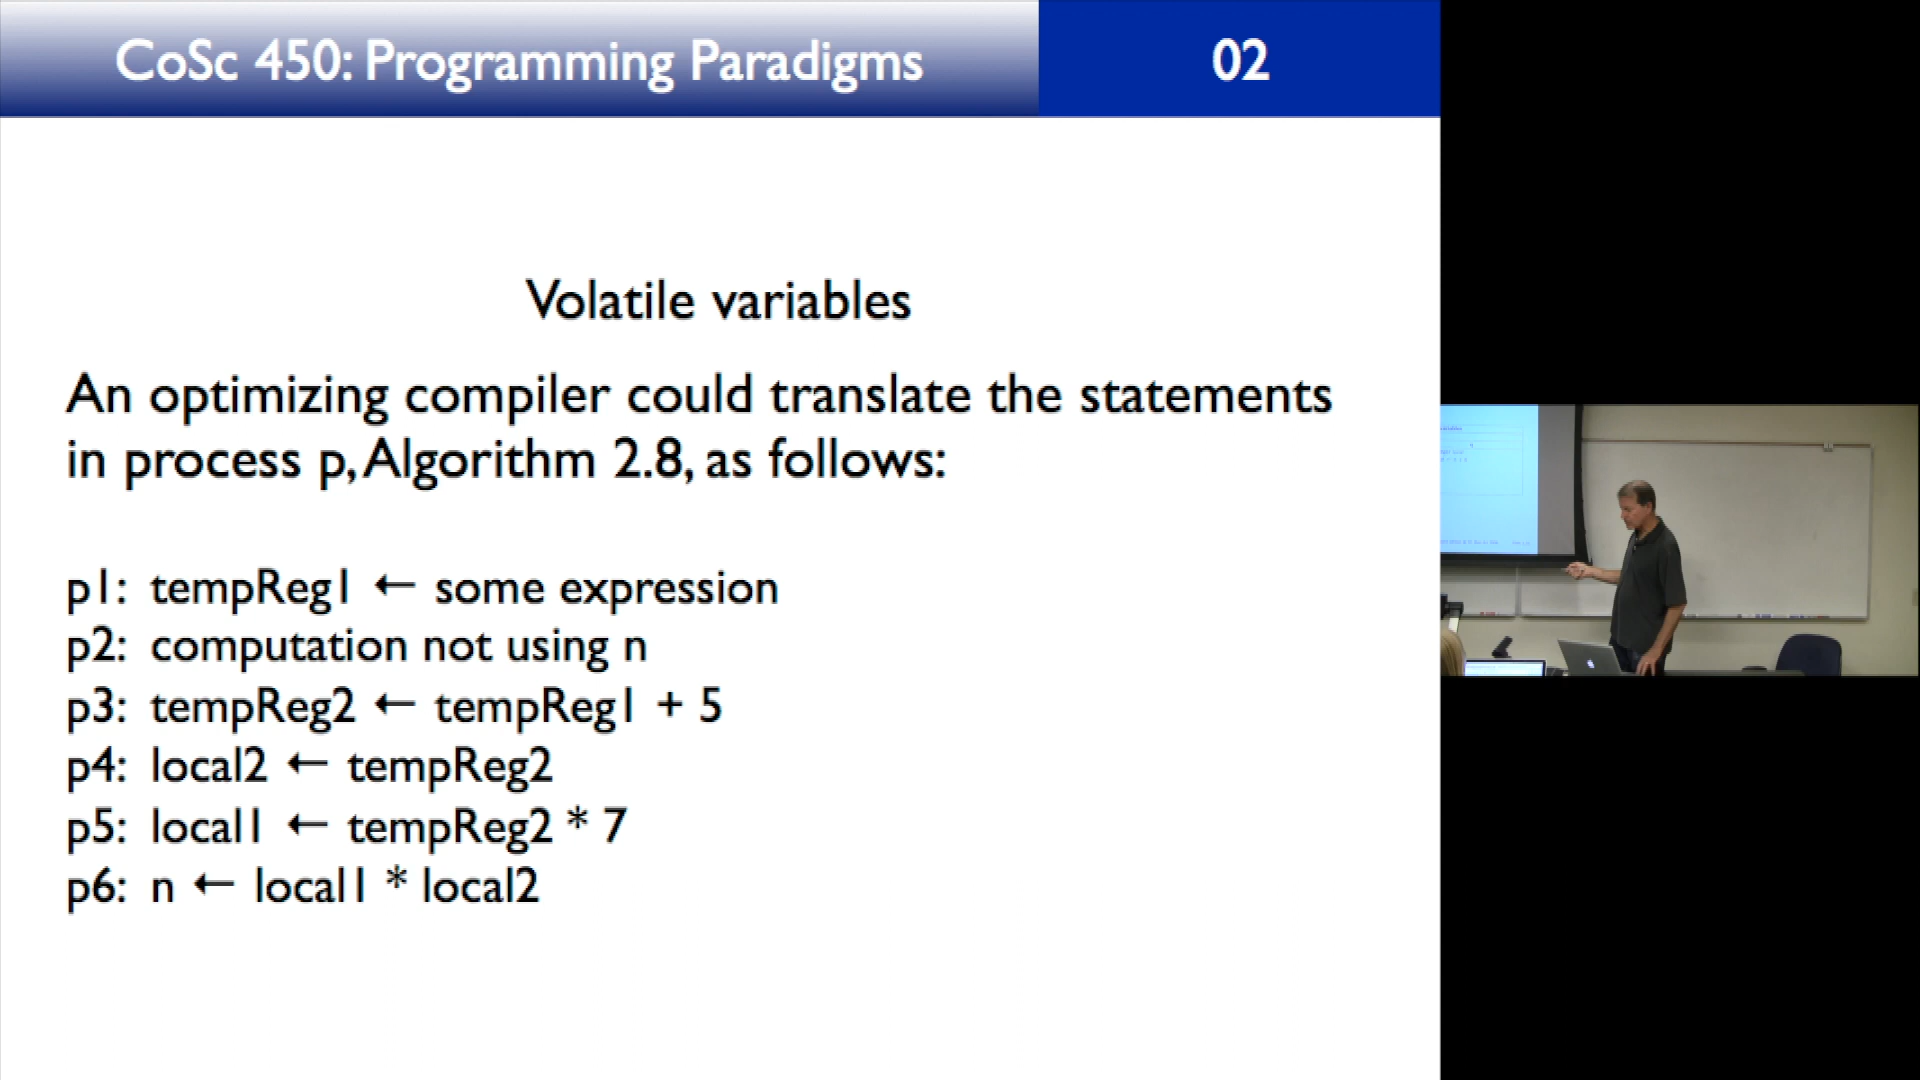 CoSc 450: Programming Paradigms
02
Volatile variables
An optimizing compiler could translate the statements
in process p, Algorithm 2.8, as follows:
p1: tempReg1 ← some expression
p2: computation not using n
p3: tempReg2 ← tempReg1 + 5
p4: local2 ← tempReg2
p5: local1 ← tempReg2 * 7
p6: n ← local1 * local2